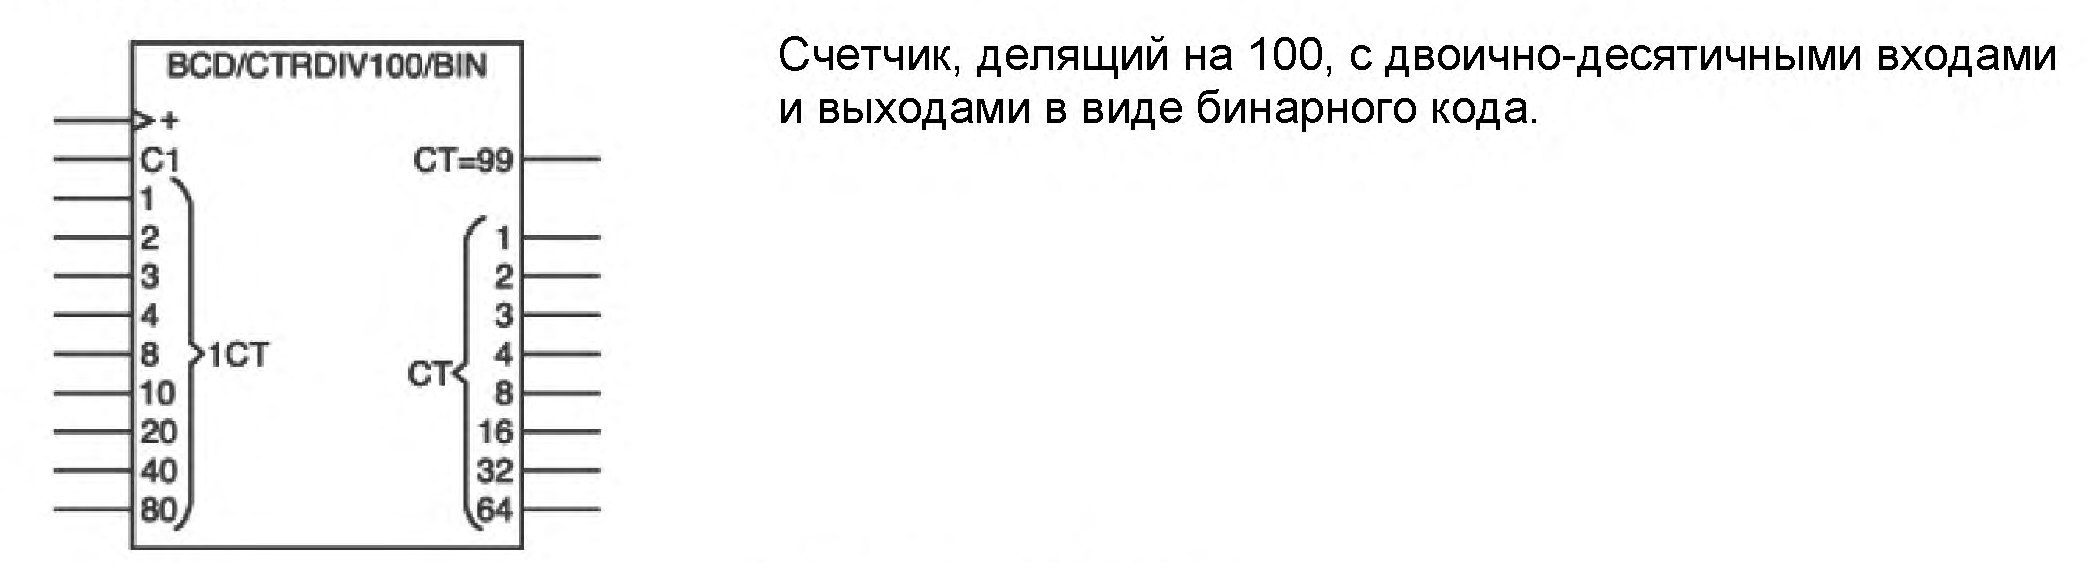 BCD/CTRDIV100/BIN
>+
C1
CT=99
1
2
3
4
8
10
20
40
80
1CT
CT
1
2
3
4
8
16
32
64
Счетчик, делящий на 100, с двоично-десятичными входами
и выходами в виде бинарного кода.